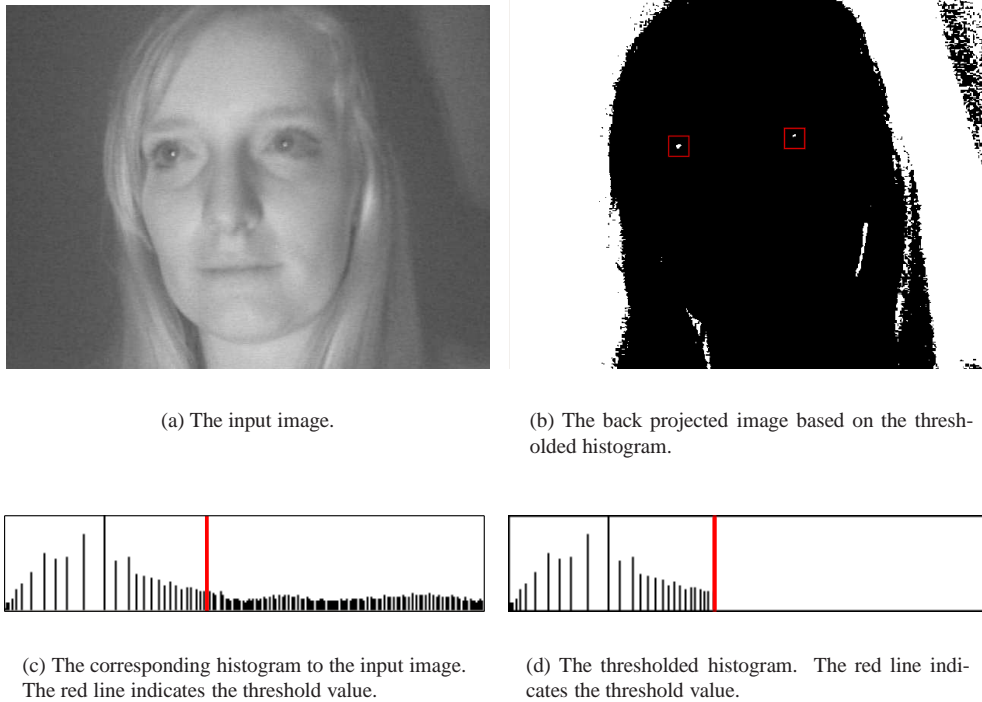 (a) The input image.
(b) The back projected image based on the thresh-
olded histogram.
(c) The corresponding histogram to the input image.
The red line indicates the threshold value.
(d) The thresholded histogram. The red line indi-
cates the threshold value.